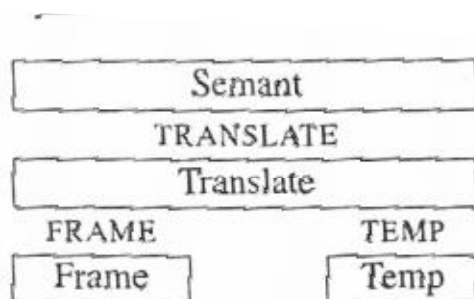 Semant
TRANSLATE
Translate
FRAME TEMP
Frame Temp